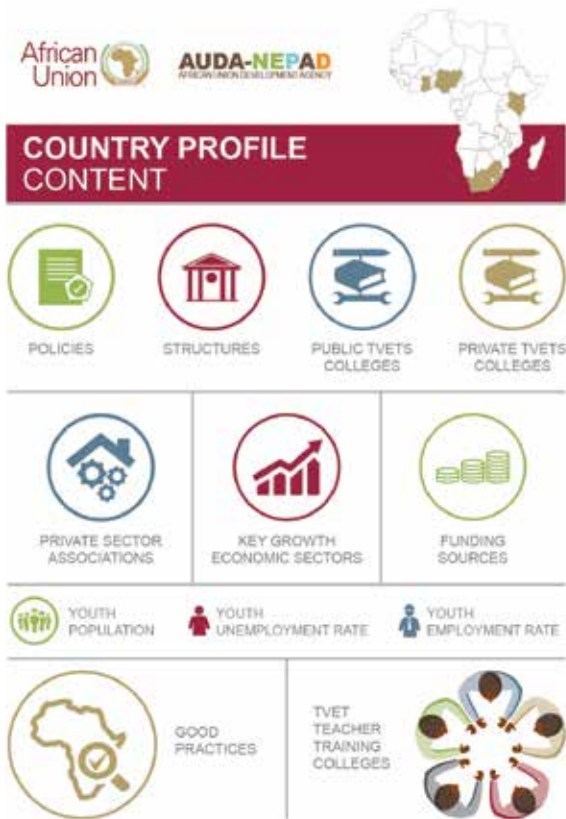 African
Union
AUDA-NEPAD
AFRICAN UNION DEVELOPMENT AGENCY
COUNTRY PROFILE
CONTENT
POLICIES
STRUCTURES
PUBLIC TVETS
COLLEGES
PRIVATE TVETS
COLLEGES
PRIVATE SECTOR
ASSOCIATIONS
KEY GROWTH
ECONOMIC SECTORS
FUNDING
SOURCES
YOUTH
POPULATION
YOUTH
UNEMPLOYMENT RATE
YOUTH
EMPLOYMENT RATE
GOOD
PRACTICES
TVET
TEACHER
TRAINING
COLLEGES